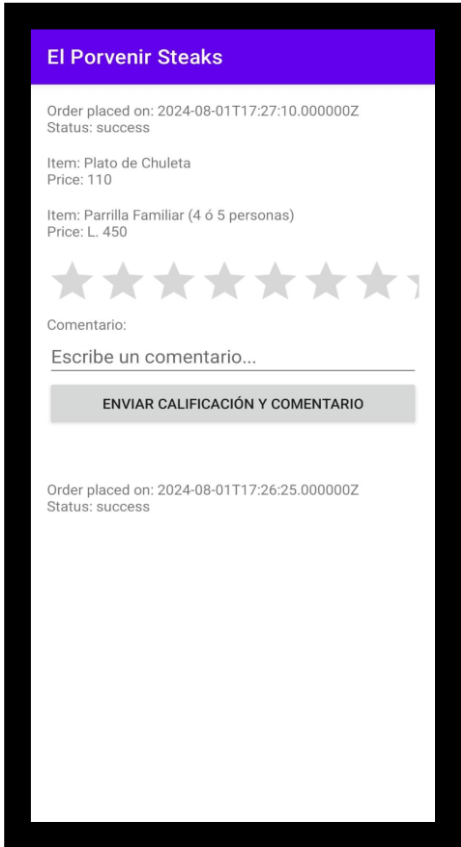 El Porvenir Steaks
Order placed on: 2024-08-01T17:27:10.000000Z
Status: success
Item: Plato de Chuleta
Price: 110
Item: Parrilla Familiar (4 ó 5 personas)
Price: L. 450
Comentario:
Escribe un comentario...
ENVIAR CALIFICACIÓN Y COMENTARIO
Order placed on: 2024-08-01T17:26:25.000000Z
Status: success